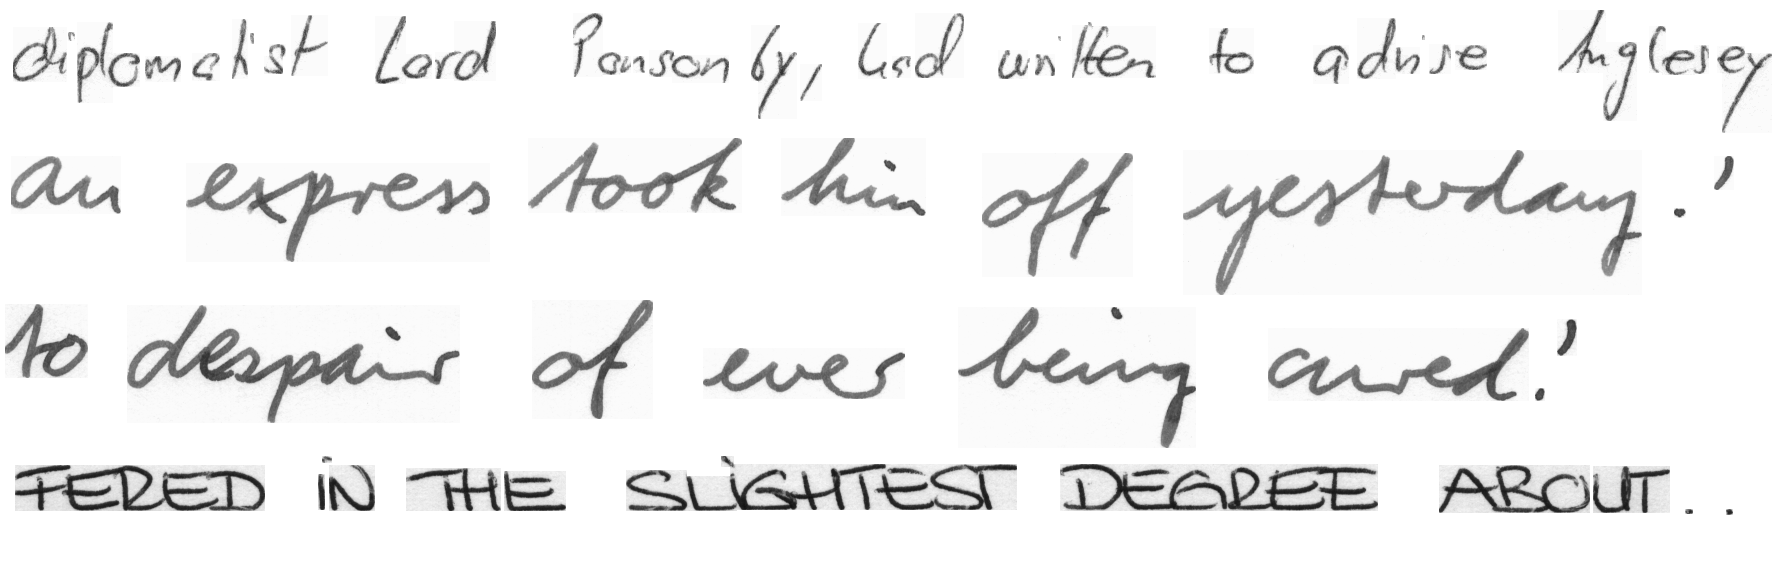 diplomatist Lord Ponsonby, had written to advise Anglesey
an express took him off yesterday.'
to despair of ever being cured.'
FERED IN THE SLIGHTEST DEGREE ABOUT..